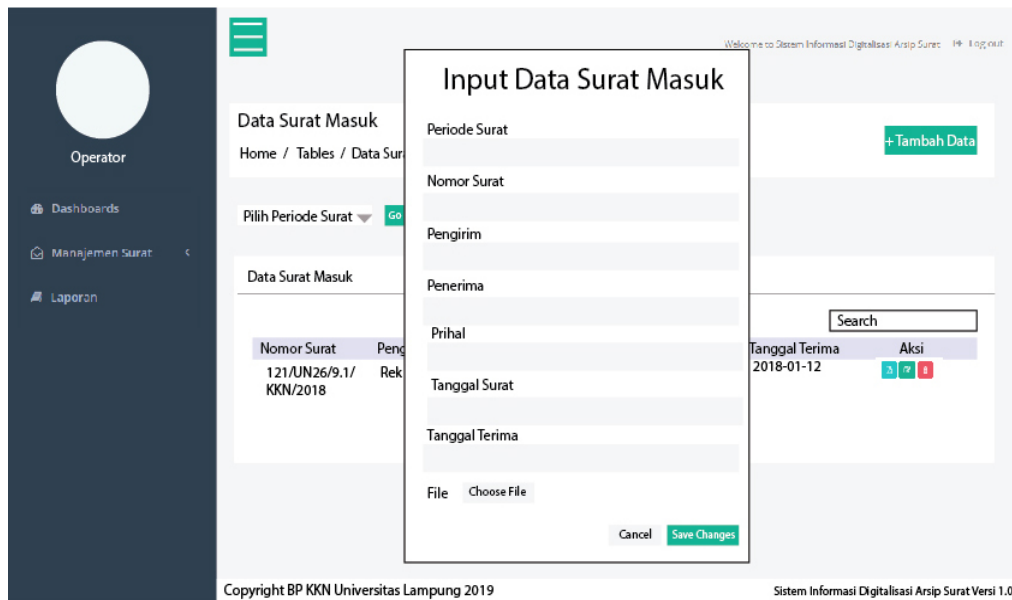 Welcome to Sistem Informasi Digitalisasi Arsip Surat Log out
Operator
Dashboards
Manajemen Surat
Laporan
Data Surat Masuk
Home / Tables / Data Sur
+Tambah Data
Pilih Periode Surat Go
Data Surat Masuk
Search
Nomor Surat Peng Tanggal Terima Aksi
121/UN26/9.1/ Rek 2018-01-12
KKN/2018
Input Data Surat Masuk
Periode Surat
Nomor Surat
Pengirim
Penerima
Prihal
Tanggal Surat
Tanggal Terima
File Choose File
Cancel Save Changes
Copyright BP KKN Universitas Lampung 2019 Sistem Informasi Digitalisasi Arsip Surat Versi 1.0